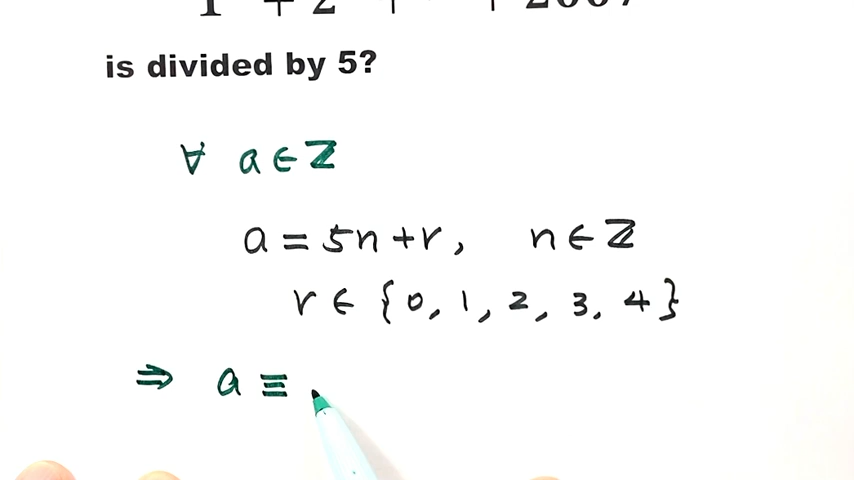 is divided by 5?
∀ a ∈ ℤ
a = 5n + r, n ∈ ℤ
r ∈ {0, 1, 2, 3, 4}
⇒ a ≡